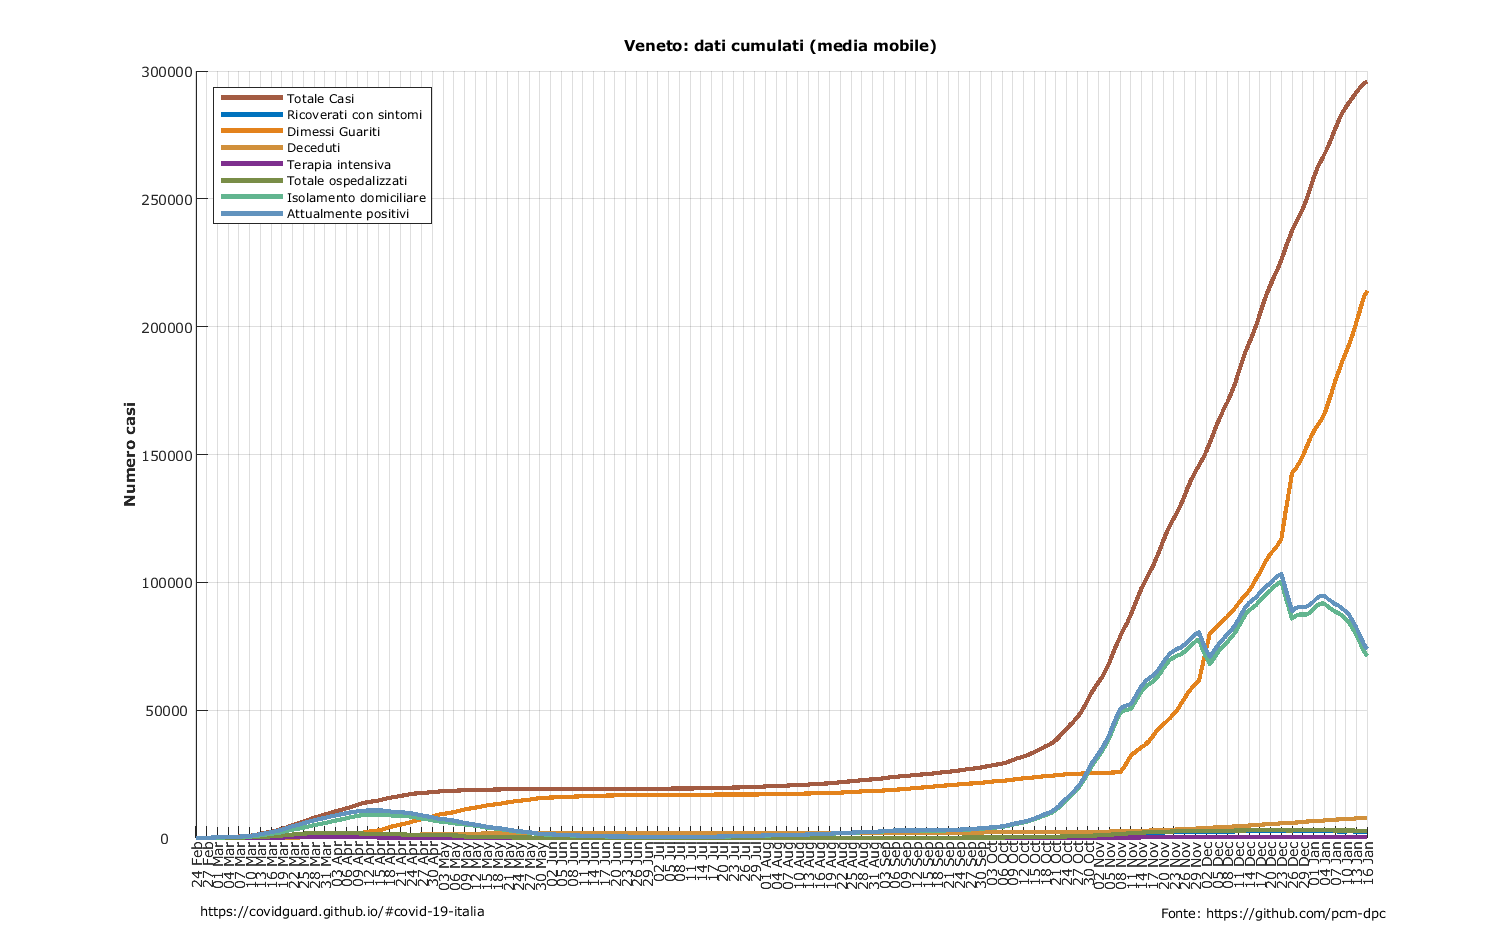 Veneto: dati cumulati (media mobile)
300000
250000
200000
150000
100000
50000
0
Numero casi
Totale Casi
Ricoverati con sintomi
Dimessi Guariti
Deceduti
Terapia intensiva
Totale ospedalizzati
Isolamento domiciliare
Attualmente positivi
24 Feb
27 Feb
01 Mar
04 Mar
07 Mar
10 Mar
13 Mar
16 Mar
19 Mar
22 Mar
25 Mar
28 Mar
31 Mar
03 Apr
06 Apr
09 Apr
12 Apr
15 Apr
18 Apr
21 Apr
24 Apr
27 Apr
30 Apr
03 May
06 May
09 May
12 May
15 May
18 May
21 May
24 May
27 May
30 May
02 Jun
05 Jun
08 Jun
11 Jun
14 Jun
17 Jun
20 Jun
23 Jun
26 Jun
29 Jun
02 Jul
05 Jul
08 Jul
11 Jul
14 Jul
17 Jul
20 Jul
23 Jul
26 Jul
29 Jul
01 Aug
04 Aug
07 Aug
10 Aug
13 Aug
16 Aug
19 Aug
22 Aug
25 Aug
28 Aug
31 Aug
03 Sep
06 Sep
09 Sep
12 Sep
15 Sep
18 Sep
21 Sep
24 Sep
27 Sep
30 Sep
03 Oct
06 Oct
09 Oct
12 Oct
15 Oct
18 Oct
21 Oct
24 Oct
27 Oct
30 Oct
02 Nov
05 Nov
08 Nov
11 Nov
14 Nov
17 Nov
20 Nov
23 Nov
26 Nov
29 Nov
02 Dec
05 Dec
08 Dec
11 Dec
14 Dec
17 Dec
20 Dec
23 Dec
26 Dec
29 Dec
01 Jan
04 Jan
07 Jan
10 Jan
13 Jan
16 Jan
https://covidguard.github.io/#covid-19-italia
Fonte: https://github.com/pcm-dpc